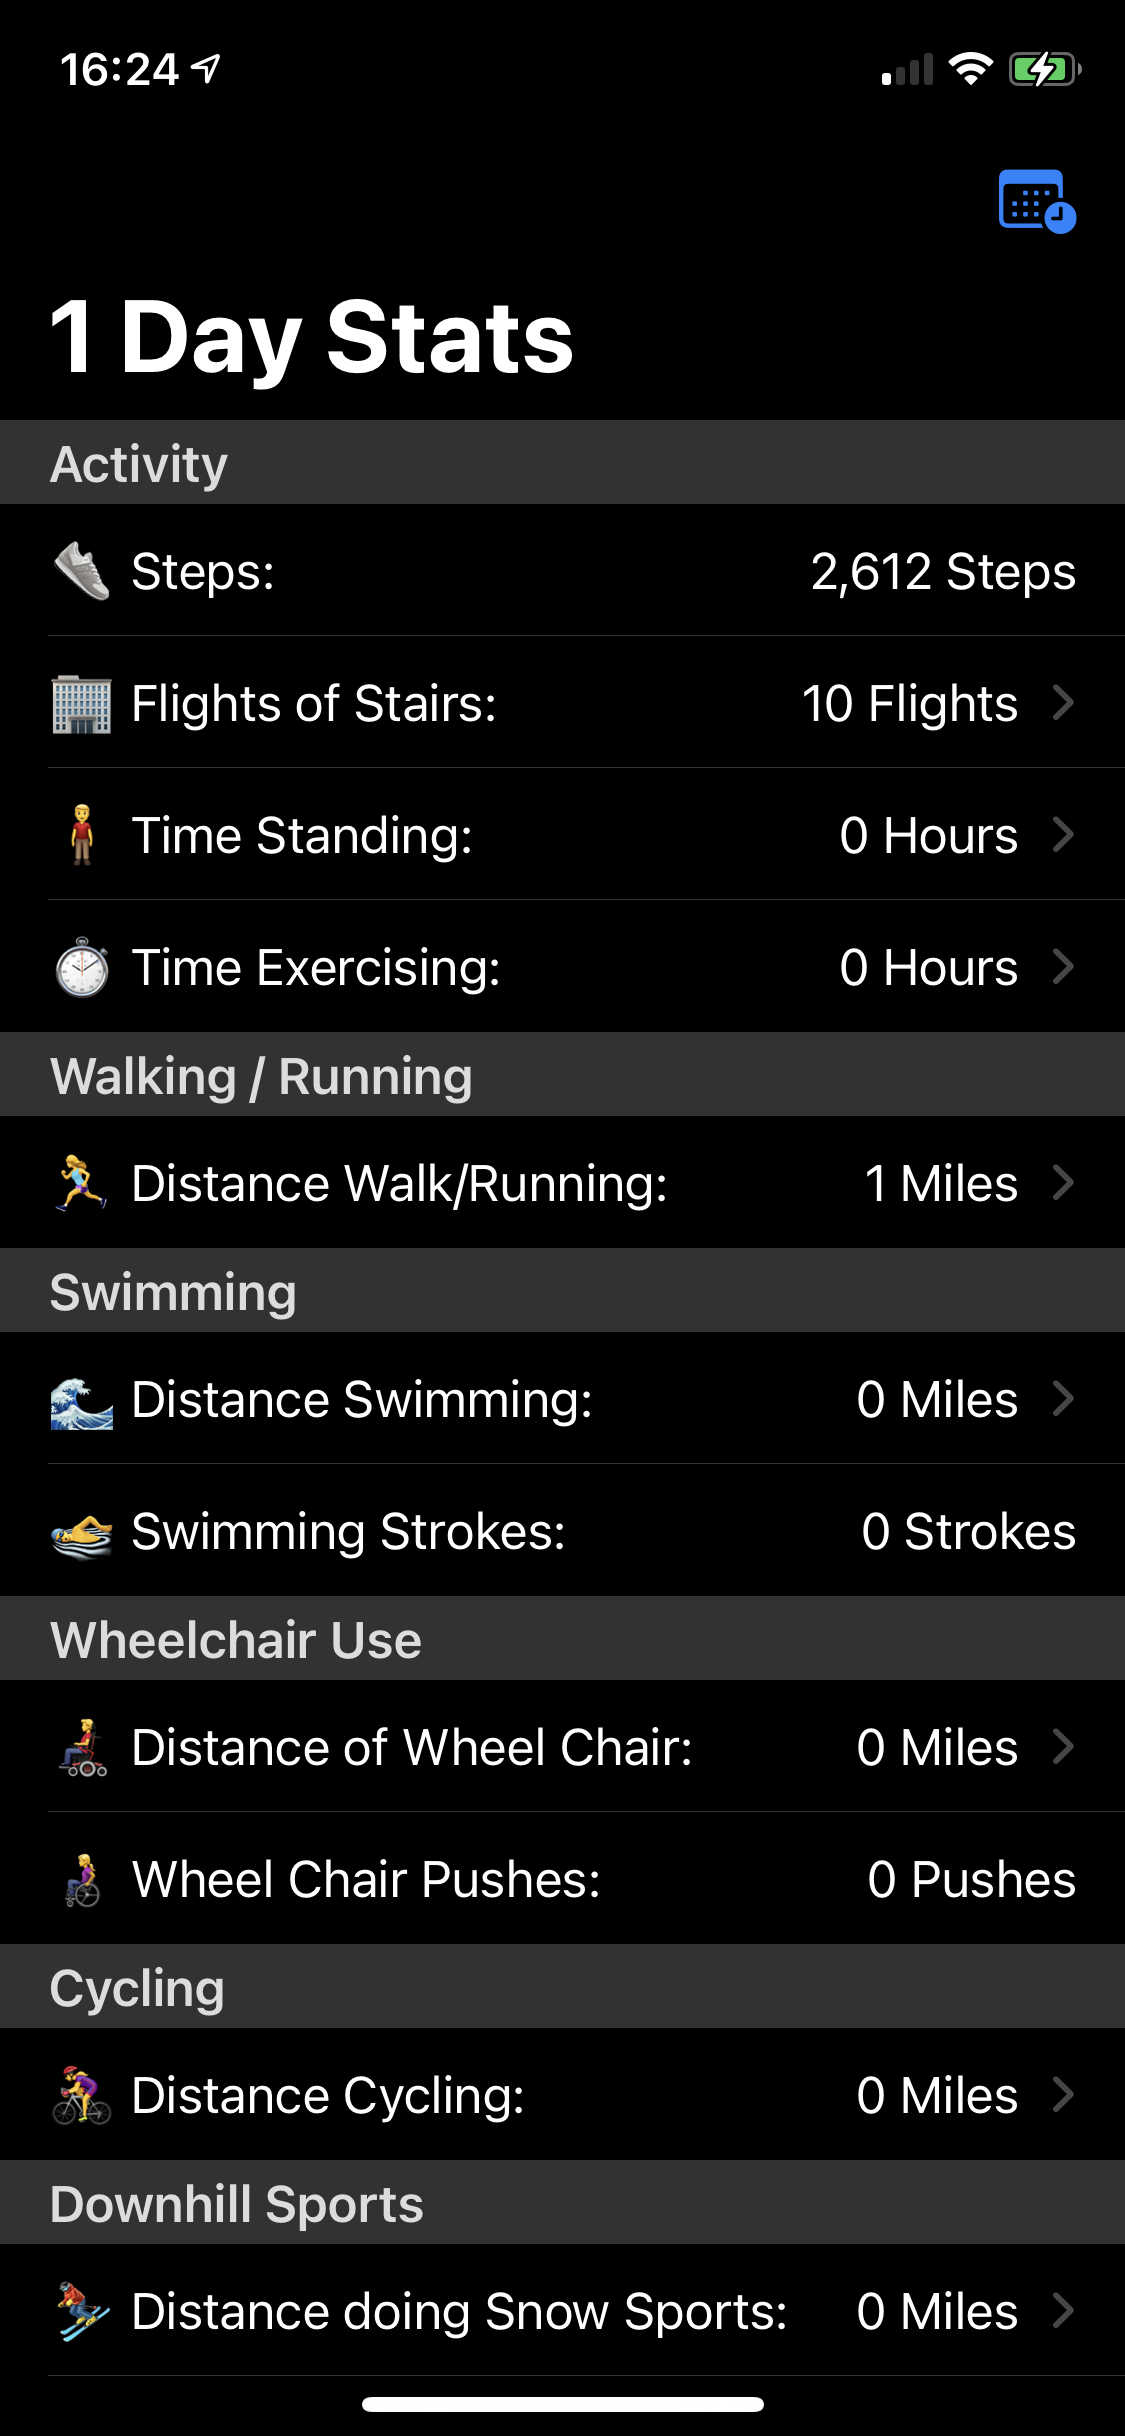 16:24
1 Day Stats
Activity
Steps: 2,612 Steps
Flights of Stairs: 10 Flights
Time Standing: 0 Hours
Time Exercising: 0 Hours
Walking / Running
Distance Walk/Running: 1 Miles
Swimming
Distance Swimming: 0 Miles
Swimming Strokes: 0 Strokes
Wheelchair Use
Distance of Wheel Chair: 0 Miles
Wheel Chair Pushes: 0 Pushes
Cycling
Distance Cycling: 0 Miles
Downhill Sports
Distance doing Snow Sports: 0 Miles